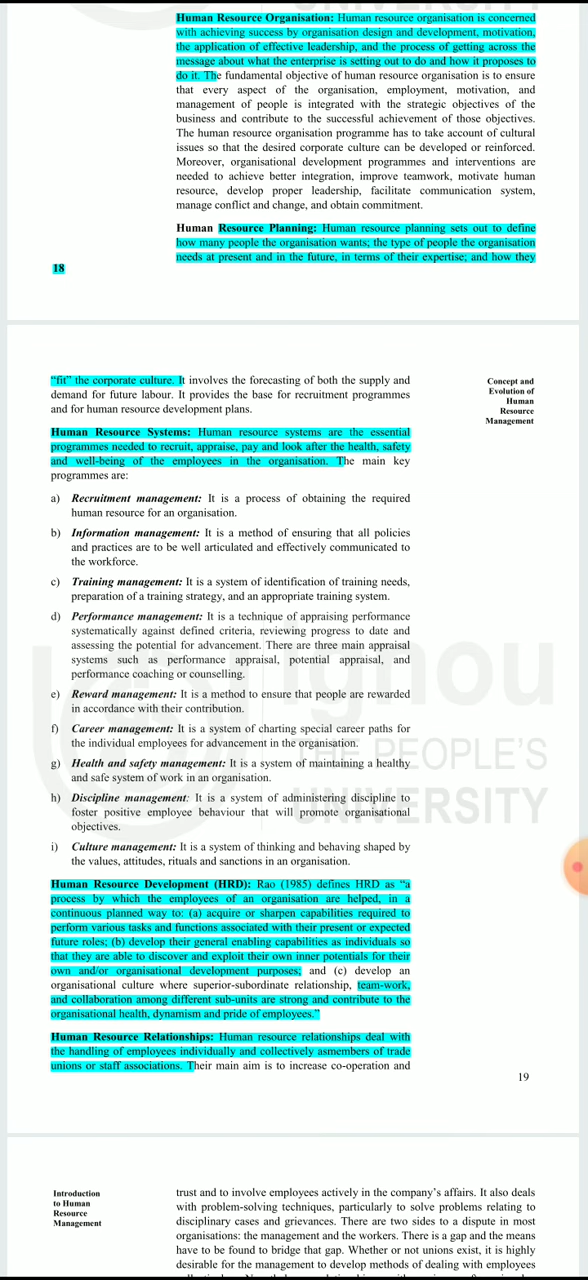 Human Resource Organisation: Human resource organisation is concerned
with achieving success by organisation design and development, motivation,
the application of effective leadership, and the process of getting across the
message about what the enterprise is setting out to do and how it proposes to
do it. The fundamental objective of human resource organisation is to ensure
that every aspect of the organisation, employment, motivation, and
management of people is integrated with the strategic objectives of the
business and contribute to the successful achievement of those objectives.
The human resource organisation programme has to take account of cultural
issues so that the desired corporate culture can be developed or reinforced.
Moreover, organisational development programmes and interventions are
needed to achieve better integration, improve teamwork, motivate human
resource, develop proper leadership, facilitate communication system,
manage conflict and change, and obtain commitment.
Human Resource Planning: Human resource planning sets out to define
how many people the organisation wants; the type of people the organisation
needs at present and in the future, in terms of their expertise; and how they
18
"fit" the corporate culture. It involves the forecasting of both the supply and
demand for future labour. It provides the base for recruitment programmes
and for human resource development plans.
Concept and
Evolution of
Human
Resource
Management
Human Resource Systems: Human resource systems are the essential
programmes needed to recruit, appraise, pay and look after the health, safety
and well-being of the employees in the organisation. The main key
programmes are:
a) Recruitment management: It is a process of obtaining the required
human resource for an organisation.
b) Information management: It is a method of ensuring that all policies
and practices are to be well articulated and effectively communicated to
the workforce.
c) Training management: It is a system of identification of training needs,
preparation of a training strategy, and an appropriate training system.
d) Performance management: It is a technique of appraising performance
systematically against defined criteria, reviewing progress to date and
assessing the potential for advancement. There are three main appraisal
systems such as performance appraisal, potential appraisal, and
performance coaching or counselling.
e) Reward management: It is a method to ensure that people are rewarded
in accordance with their contribution.
f) Career management: It is a system of charting special career paths for
the individual employees for advancement in the organisation.
g) Health and safety management: It is a system of maintaining a healthy
and safe system of work in an organisation.
h) Discipline management: It is a system of administering discipline to
foster positive employee behaviour that will promote organisational
objectives.
i) Culture management: It is a system of thinking and behaving shaped by
the values, attitudes, rituals and sanctions in an organisation.
ignou
THE PEOPLE'S
UNIVERSITY
Human Resource Development (HRD): Rao (1985) defines HRD as "a
process by which the employees of an organisation are helped, in a
continuous planned way to: (a) acquire or sharpen capabilities required to
perform various tasks and functions associated with their present or expected
future roles; (b) develop their general enabling capabilities as individuals so
that they are able to discover and exploit their own inner potentials for their
own and/or organisational development purposes; and (c) develop an
organisational culture where superior-subordinate relationship, team-work,
and collaboration among different sub-units are strong and contribute to the
organisational health, dynamism and pride of employees."
Human Resource Relationships: Human resource relationships deal with
the handling of employees individually and collectively asmembers of trade
unions or staff associations. Their main aim is to increase co-operation and
19
Introduction
to Human
Resource
Management
trust and to involve employees actively in the company's affairs. It also deals
with problem-solving techniques, particularly to solve problems relating to
disciplinary cases and grievances. There are two sides to a dispute in most
organisations: the management and the workers. There is a gap and the means
have to be found to bridge that gap. Whether or not unions exist, it is highly
desirable for the management to develop methods of dealing with employees